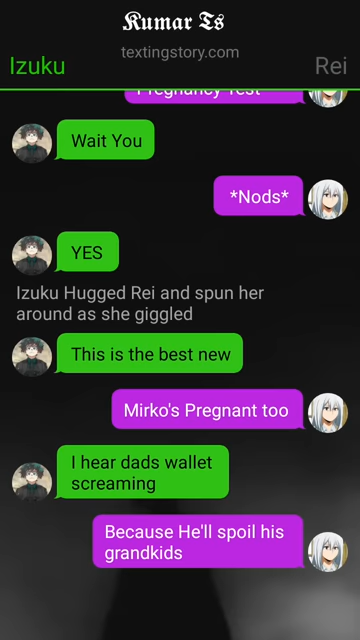 Kumar Ts
textingstory.com
Izuku
Rei
Pregnancy Test
Wait You
*Nods*
YES
Izuku Hugged Rei and spun her
around as she giggled
This is the best new
Mirko's Pregnant too
I hear dads wallet
screaming
Because He'll spoil his
grandkids